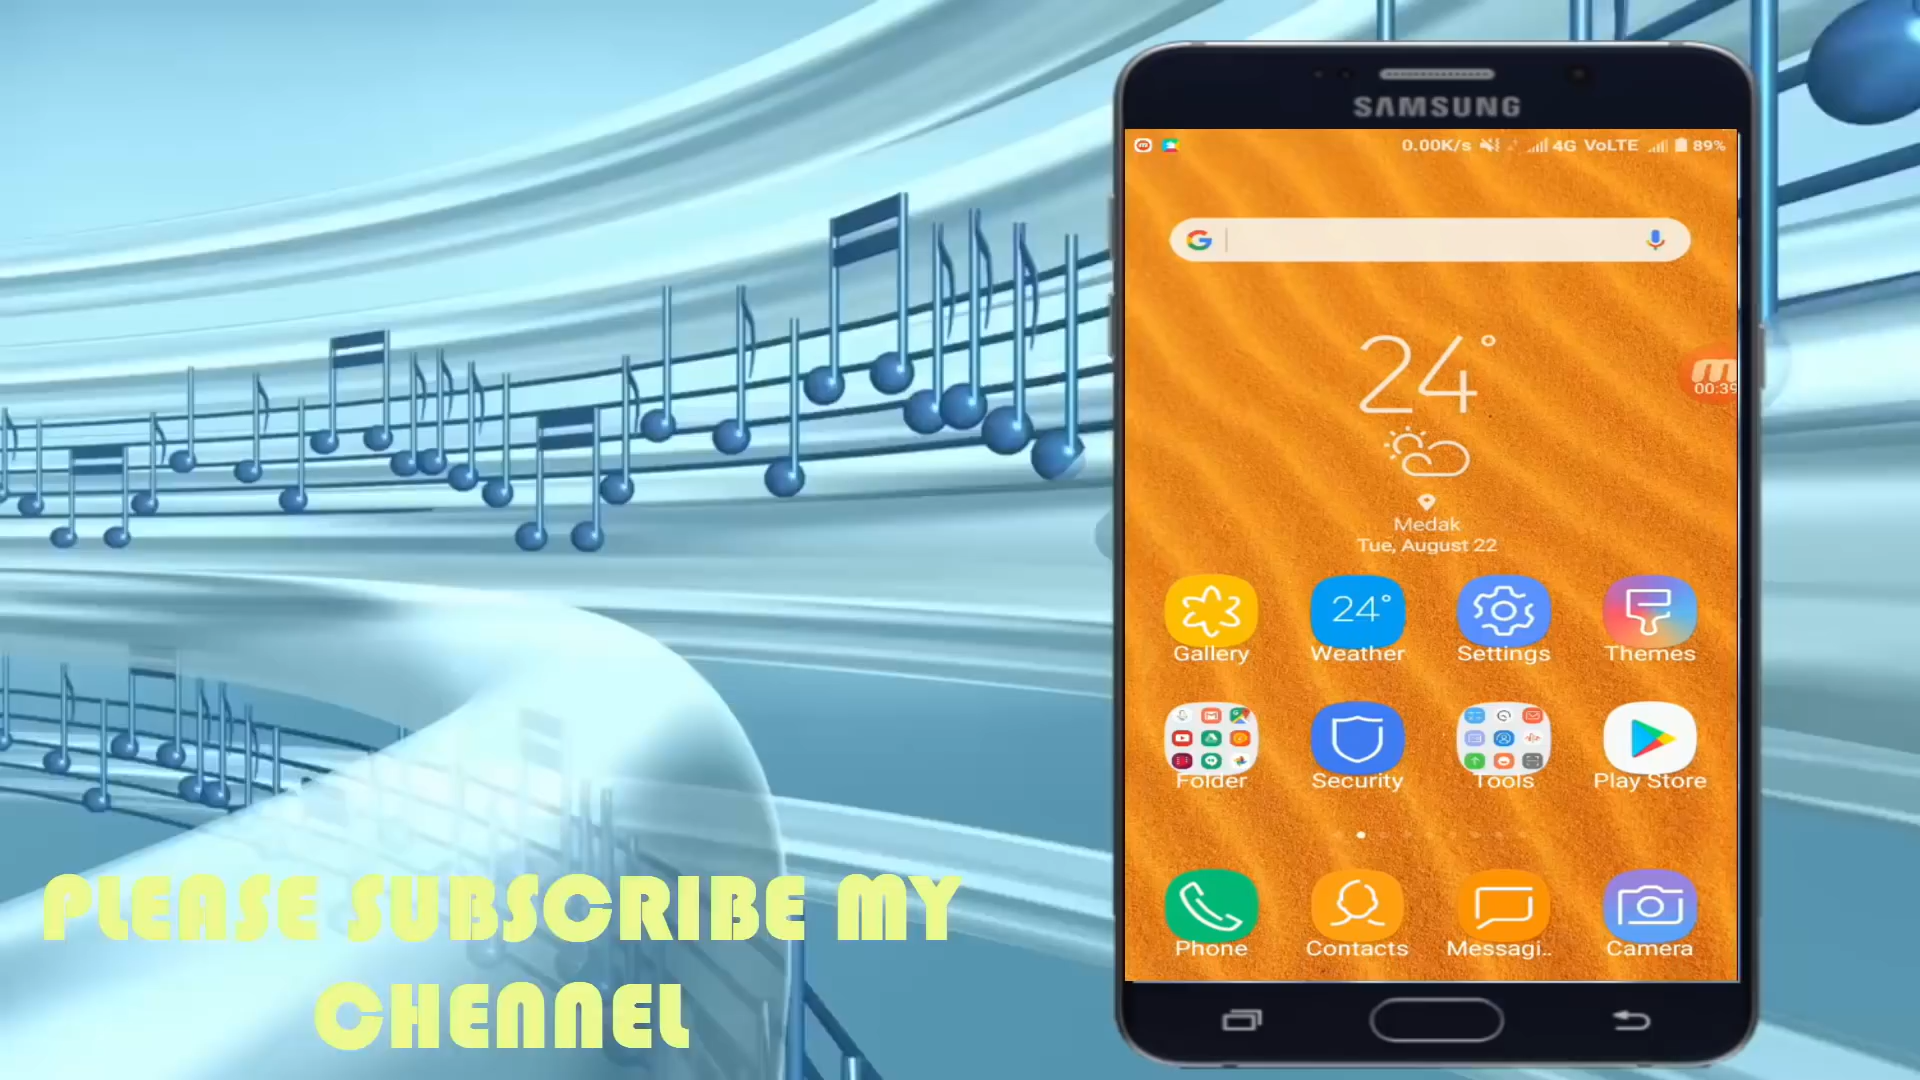 SAMSUNG
0.00K/s 4G VoLTE 89%
24°
00:39
Medak
Tue, August 22
24°
Gallery Weather Settings Themes
Folder Security Tools Play Store
Phone Contacts Messagi.. Camera
PLEASE SUBSCRIBE MY
CHENNEL